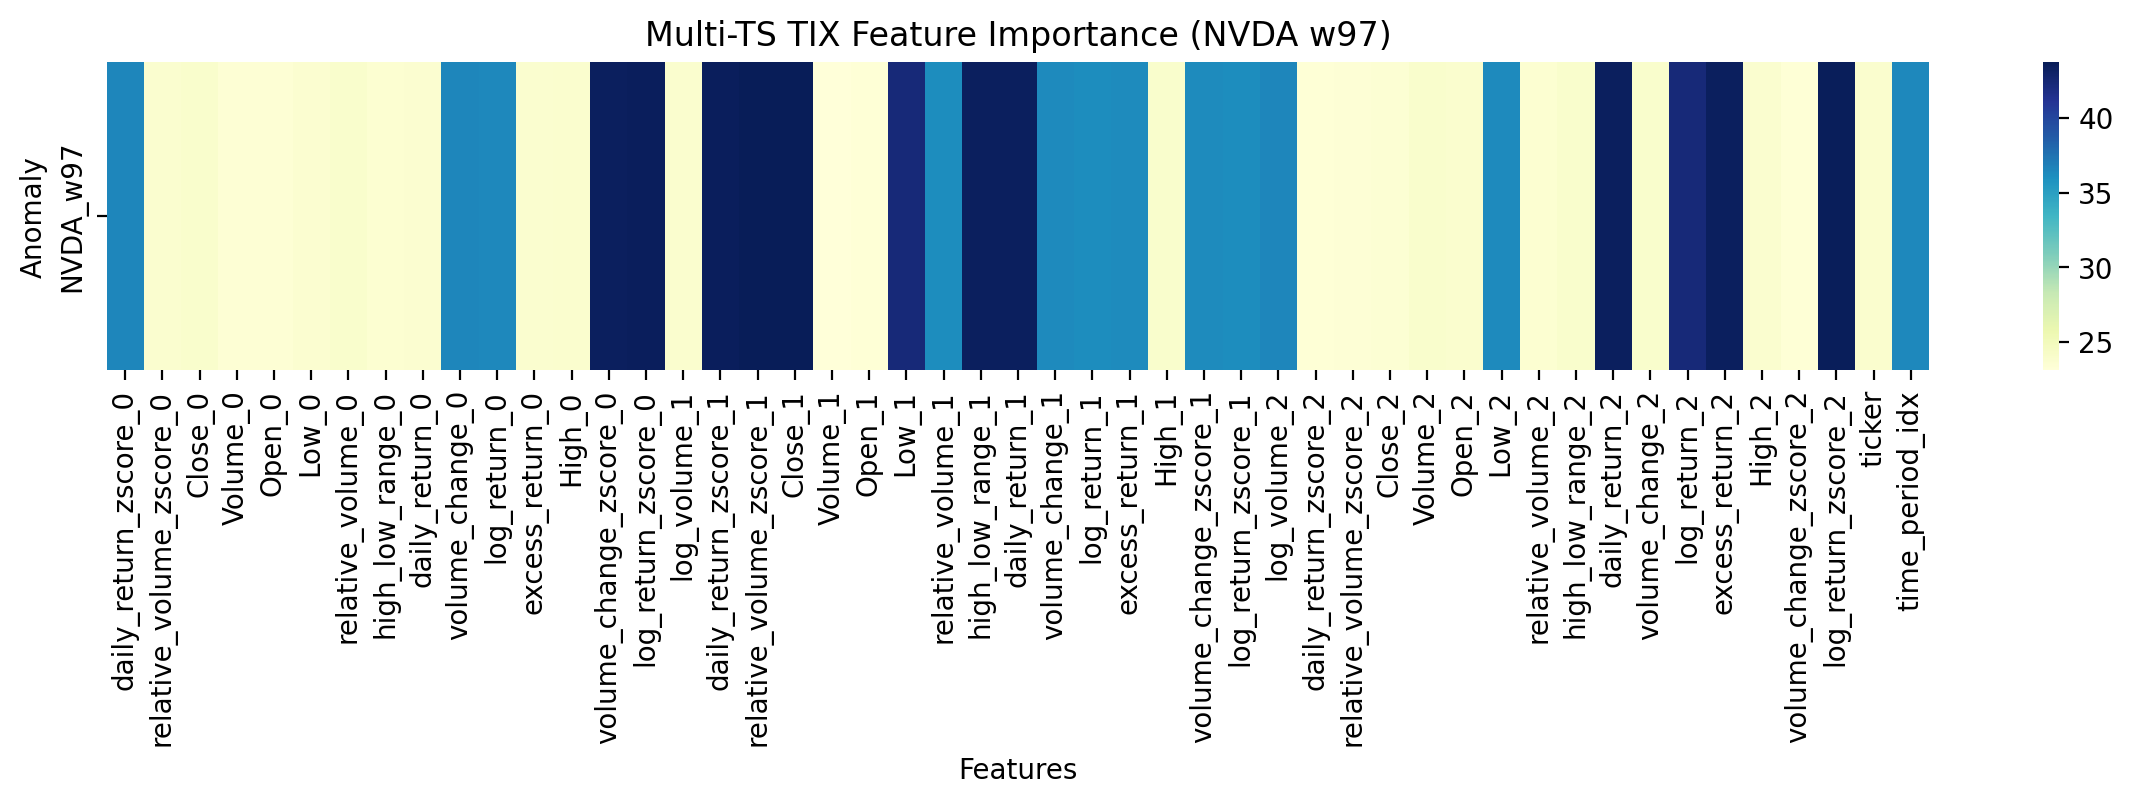 Multi-TS TIX Feature Importance (NVDA w97)
Anomaly
NVDA_w97
40
35
30
25
daily_return_zscore_0
relative_volume_zscore_0
Close_0
Volume_0
Open_0
Low_0
relative_volume_0
high_low_range_0
daily_return_0
volume_change_0
log_return_0
excess_return_0
High_0
volume_change_zscore_0
log_return_zscore_0
log_volume_1
daily_return_zscore_1
relative_volume_zscore_1
Close_1
Volume_1
Open_1
Low_1
relative_volume_1
high_low_range_1
daily_return_1
volume_change_1
log_return_1
excess_return_1
High_1
volume_change_zscore_1
log_return_zscore_1
log_volume_2
daily_return_zscore_2
relative_volume_zscore_2
Close_2
Volume_2
Open_2
Low_2
relative_volume_2
high_low_range_2
daily_return_2
volume_change_2
log_return_2
excess_return_2
High_2
volume_change_zscore_2
log_return_zscore_2
ticker
time_period_idx
Features